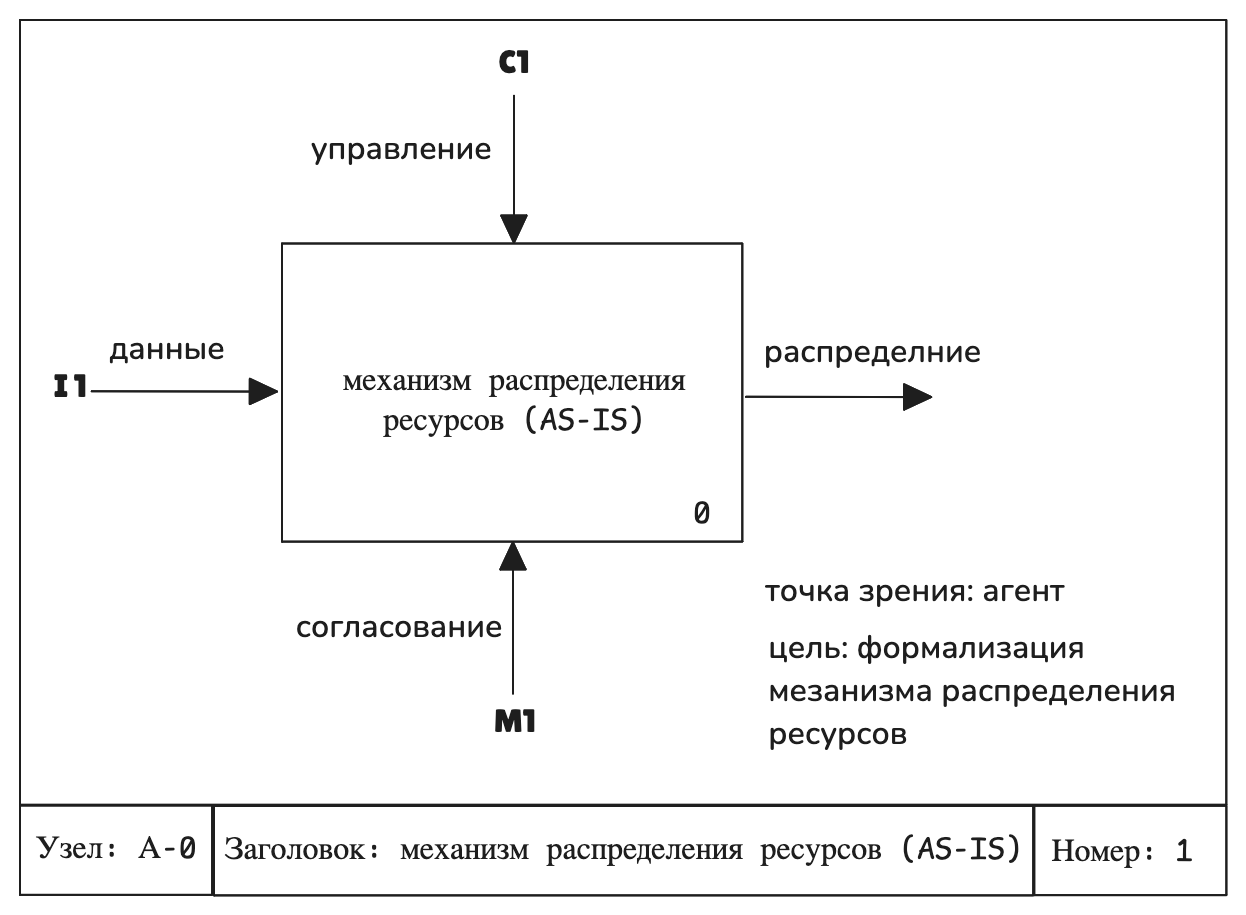 C1
управление
данные
I1
механизм распределения
ресурсов (AS-IS)
0
распределние
согласование
M1
точка зрения: агент
цель: формализация
мезанизма распределения
ресурсов
Узел: А-0
Заголовок: механизм распределения ресурсов (AS-IS)
Номер: 1